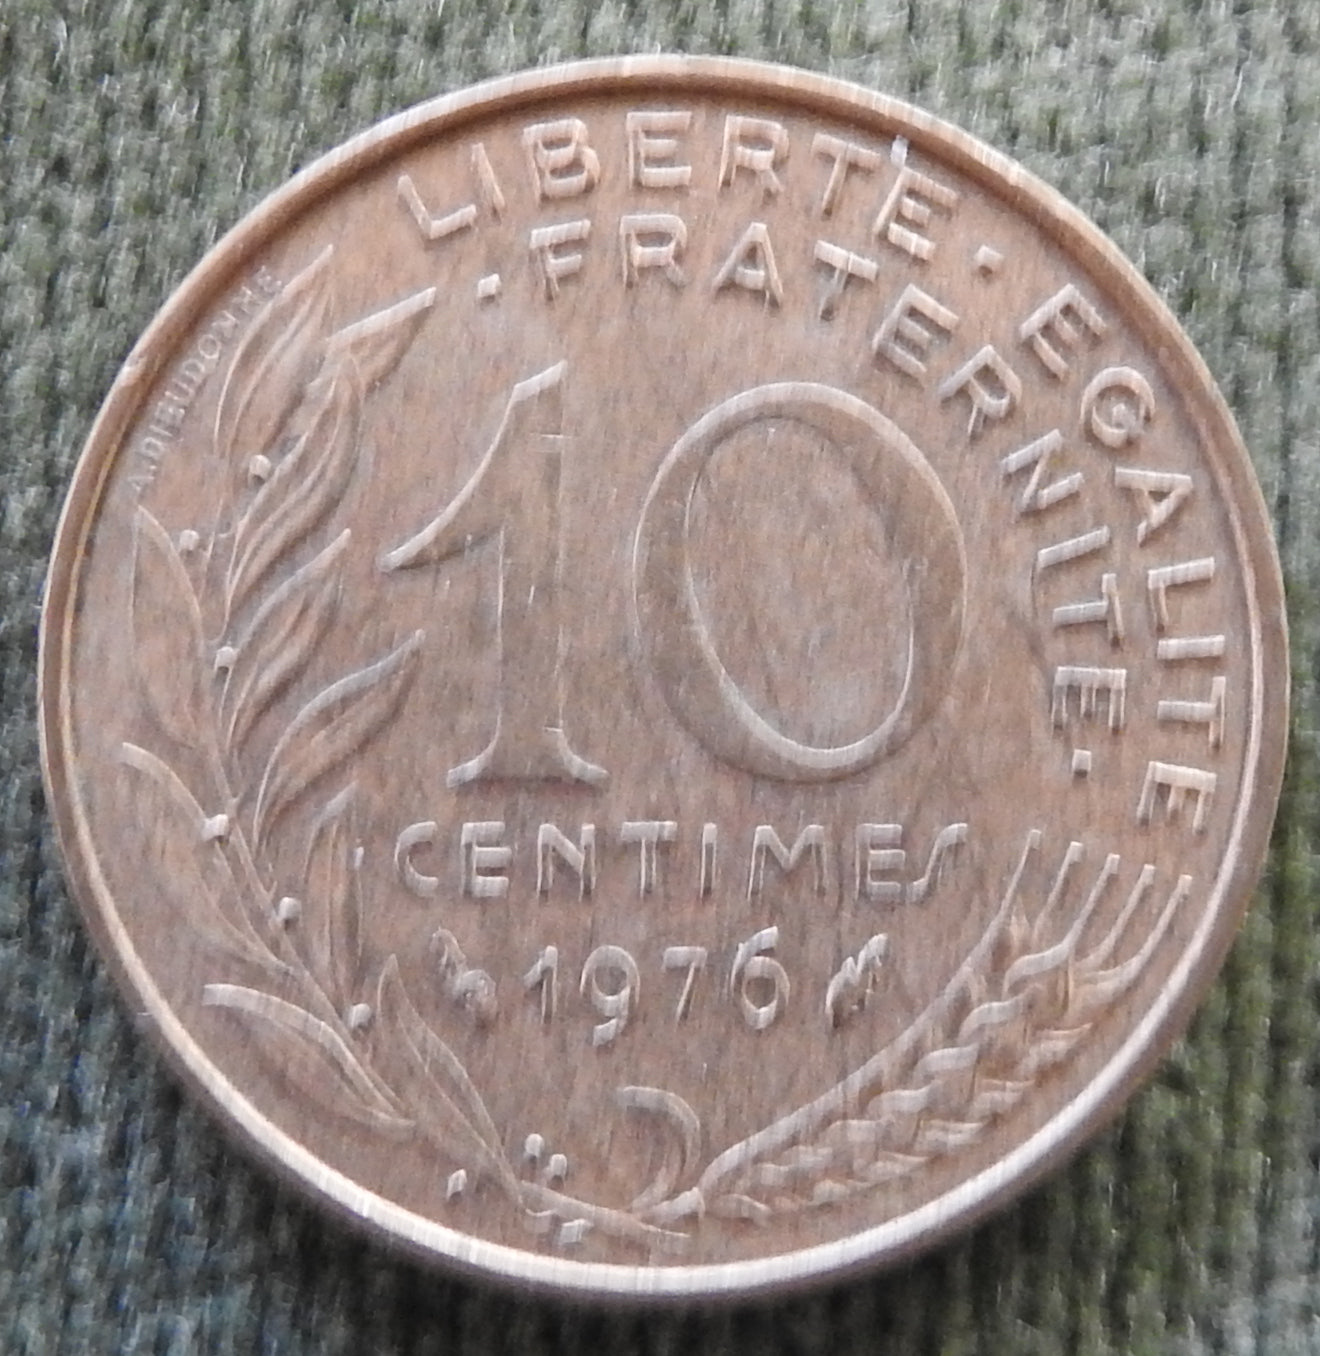 LIBERTE · EGALITE
· FRATERNITE ·
A.DIEUDONNE
10
CENTIMES
1976